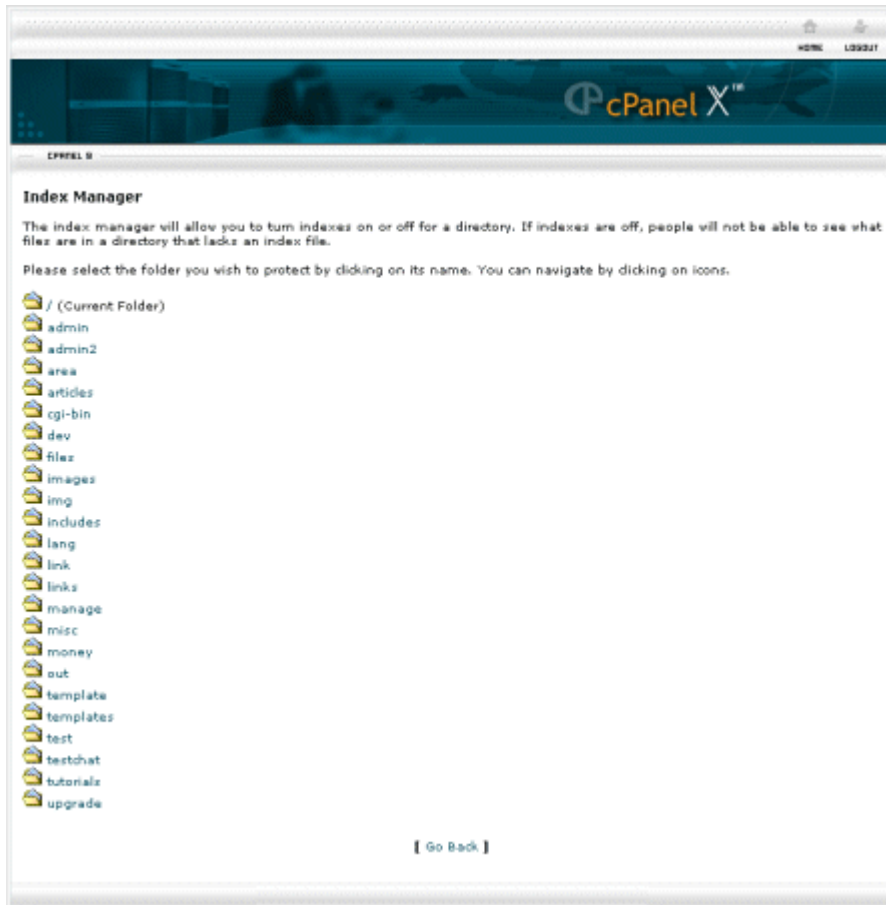 HOME LOGOUT
cPanel X™
CPANEL 9
Index Manager
The index manager will allow you to turn indexes on or off for a directory. If indexes are off, people will not be able to see what
files are in a directory that lacks an index file.
Please select the folder you wish to protect by clicking on its name. You can navigate by clicking on icons.
/ (Current Folder)
admin
admin2
area
articles
cgi-bin
dev
files
images
img
includes
lang
link
links
manage
misc
money
out
template
templates
test
testchat
tutorials
upgrade
[ Go Back ]